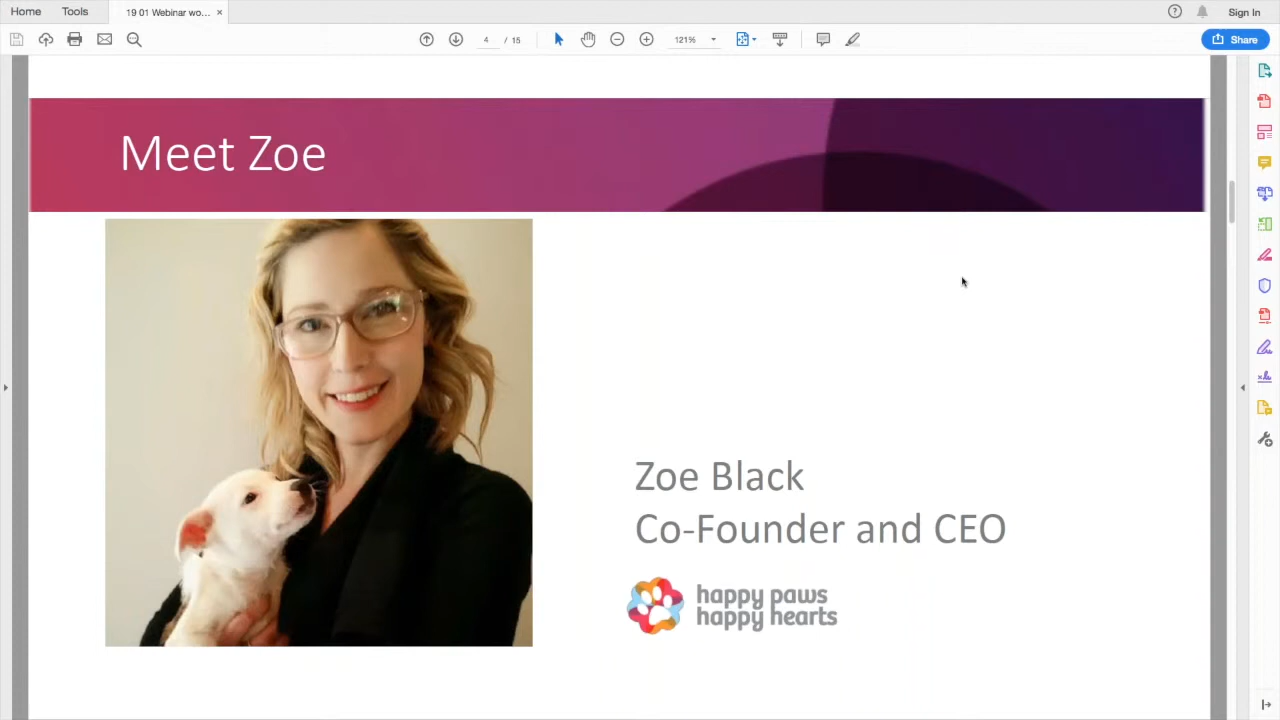 Home
Tools
19 01 Webinar wo...
Sign In
4 / 15
121%
Share
Meet Zoe
Zoe Black
Co-Founder and CEO
happy paws
happy hearts